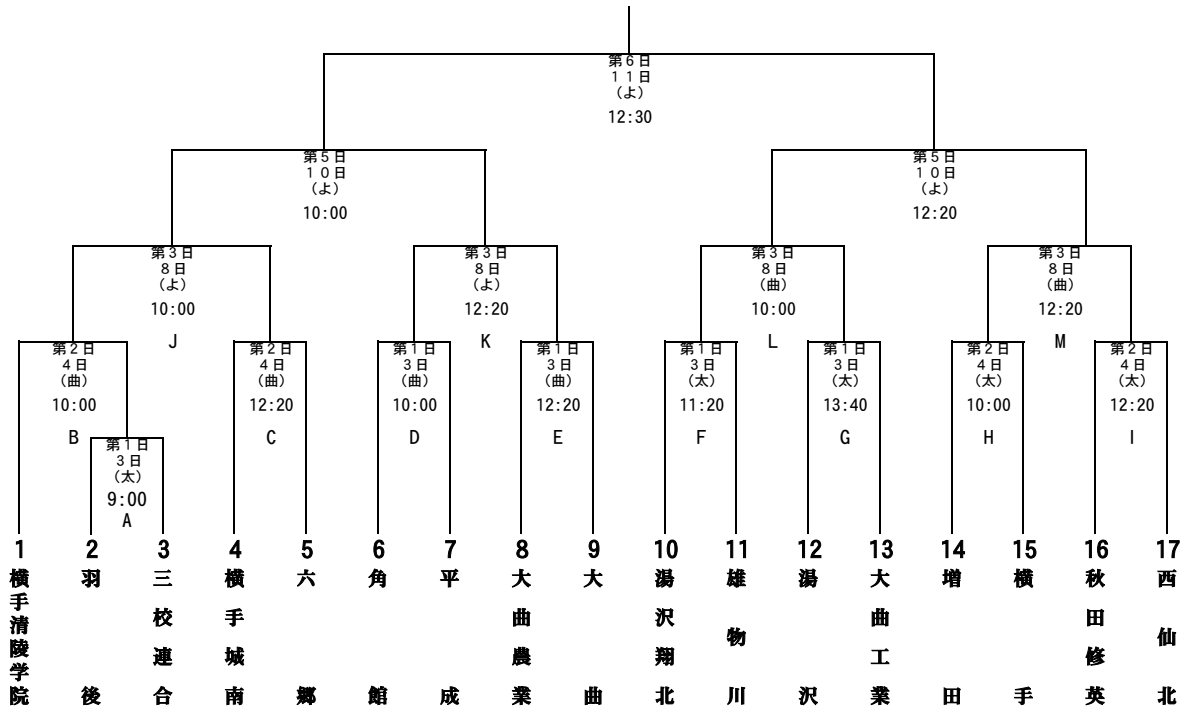 第６日
１１日
（よ）
12:30
第５日
１０日
（よ）
10:00
第５日
１０日
（よ）
12:20
第３日
８日
（よ）
10:00
J
第３日
８日
（よ）
12:20
K
第３日
８日
（曲）
10:00
L
第３日
８日
（曲）
12:20
M
第２日
４日
（曲）
10:00
B
第２日
４日
（曲）
12:20
C
第１日
３日
（曲）
10:00
D
第１日
３日
（曲）
12:20
E
第１日
３日
（太）
11:20
F
第１日
３日
（太）
13:40
G
第２日
４日
（太）
10:00
H
第２日
４日
（太）
12:20
I
第１日
３日
（太）
9:00
A
1
横手清陵学院
2
羽後
3
三校連合
4
横手城南
5
六郷
6
角館
7
平成
8
大曲農業
9
大曲
10
湯沢翔北
11
雄物川
12
湯沢
13
大曲工業
14
増田
15
横手
16
秋田修英
17
西仙北